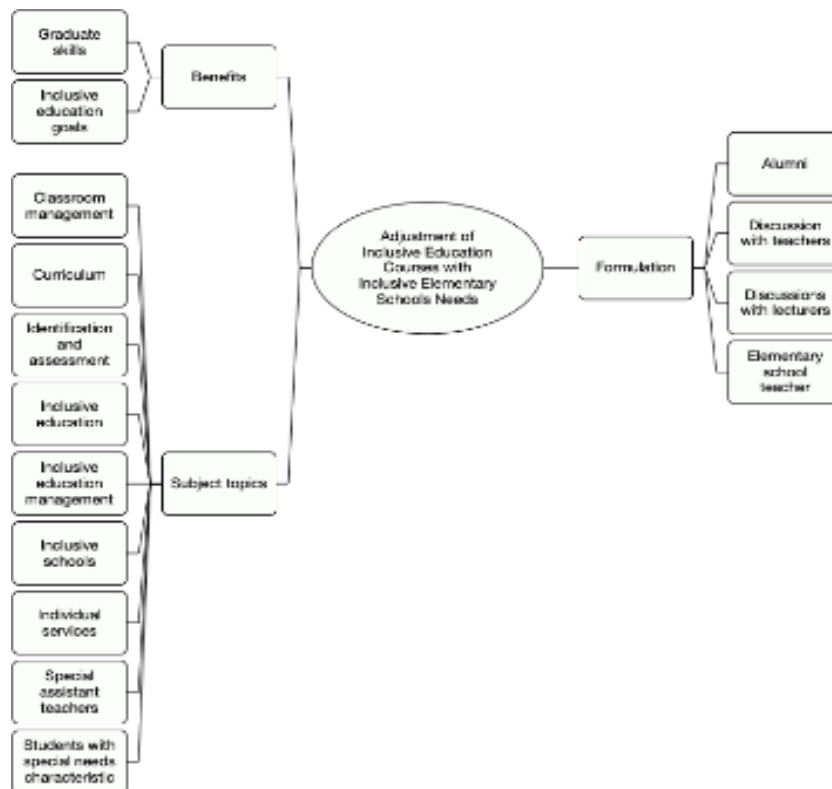 Graduate
skills
Inclusive
education
goals
Benefits
Classroom
management
Curriculum
Identification
and
assessment
Inclusive
education
Inclusive
education
management
Inclusive
schools
Individual
services
Special
assistant
teachers
Students with
special needs
characteristic
Subject topics
Adjustment of
Inclusive Education
Courses with
Inclusive Elementary
Schools Needs
Formulation
Alumni
Discussion
with teachers
Discussions
with lecturers
Elementary
school
teacher